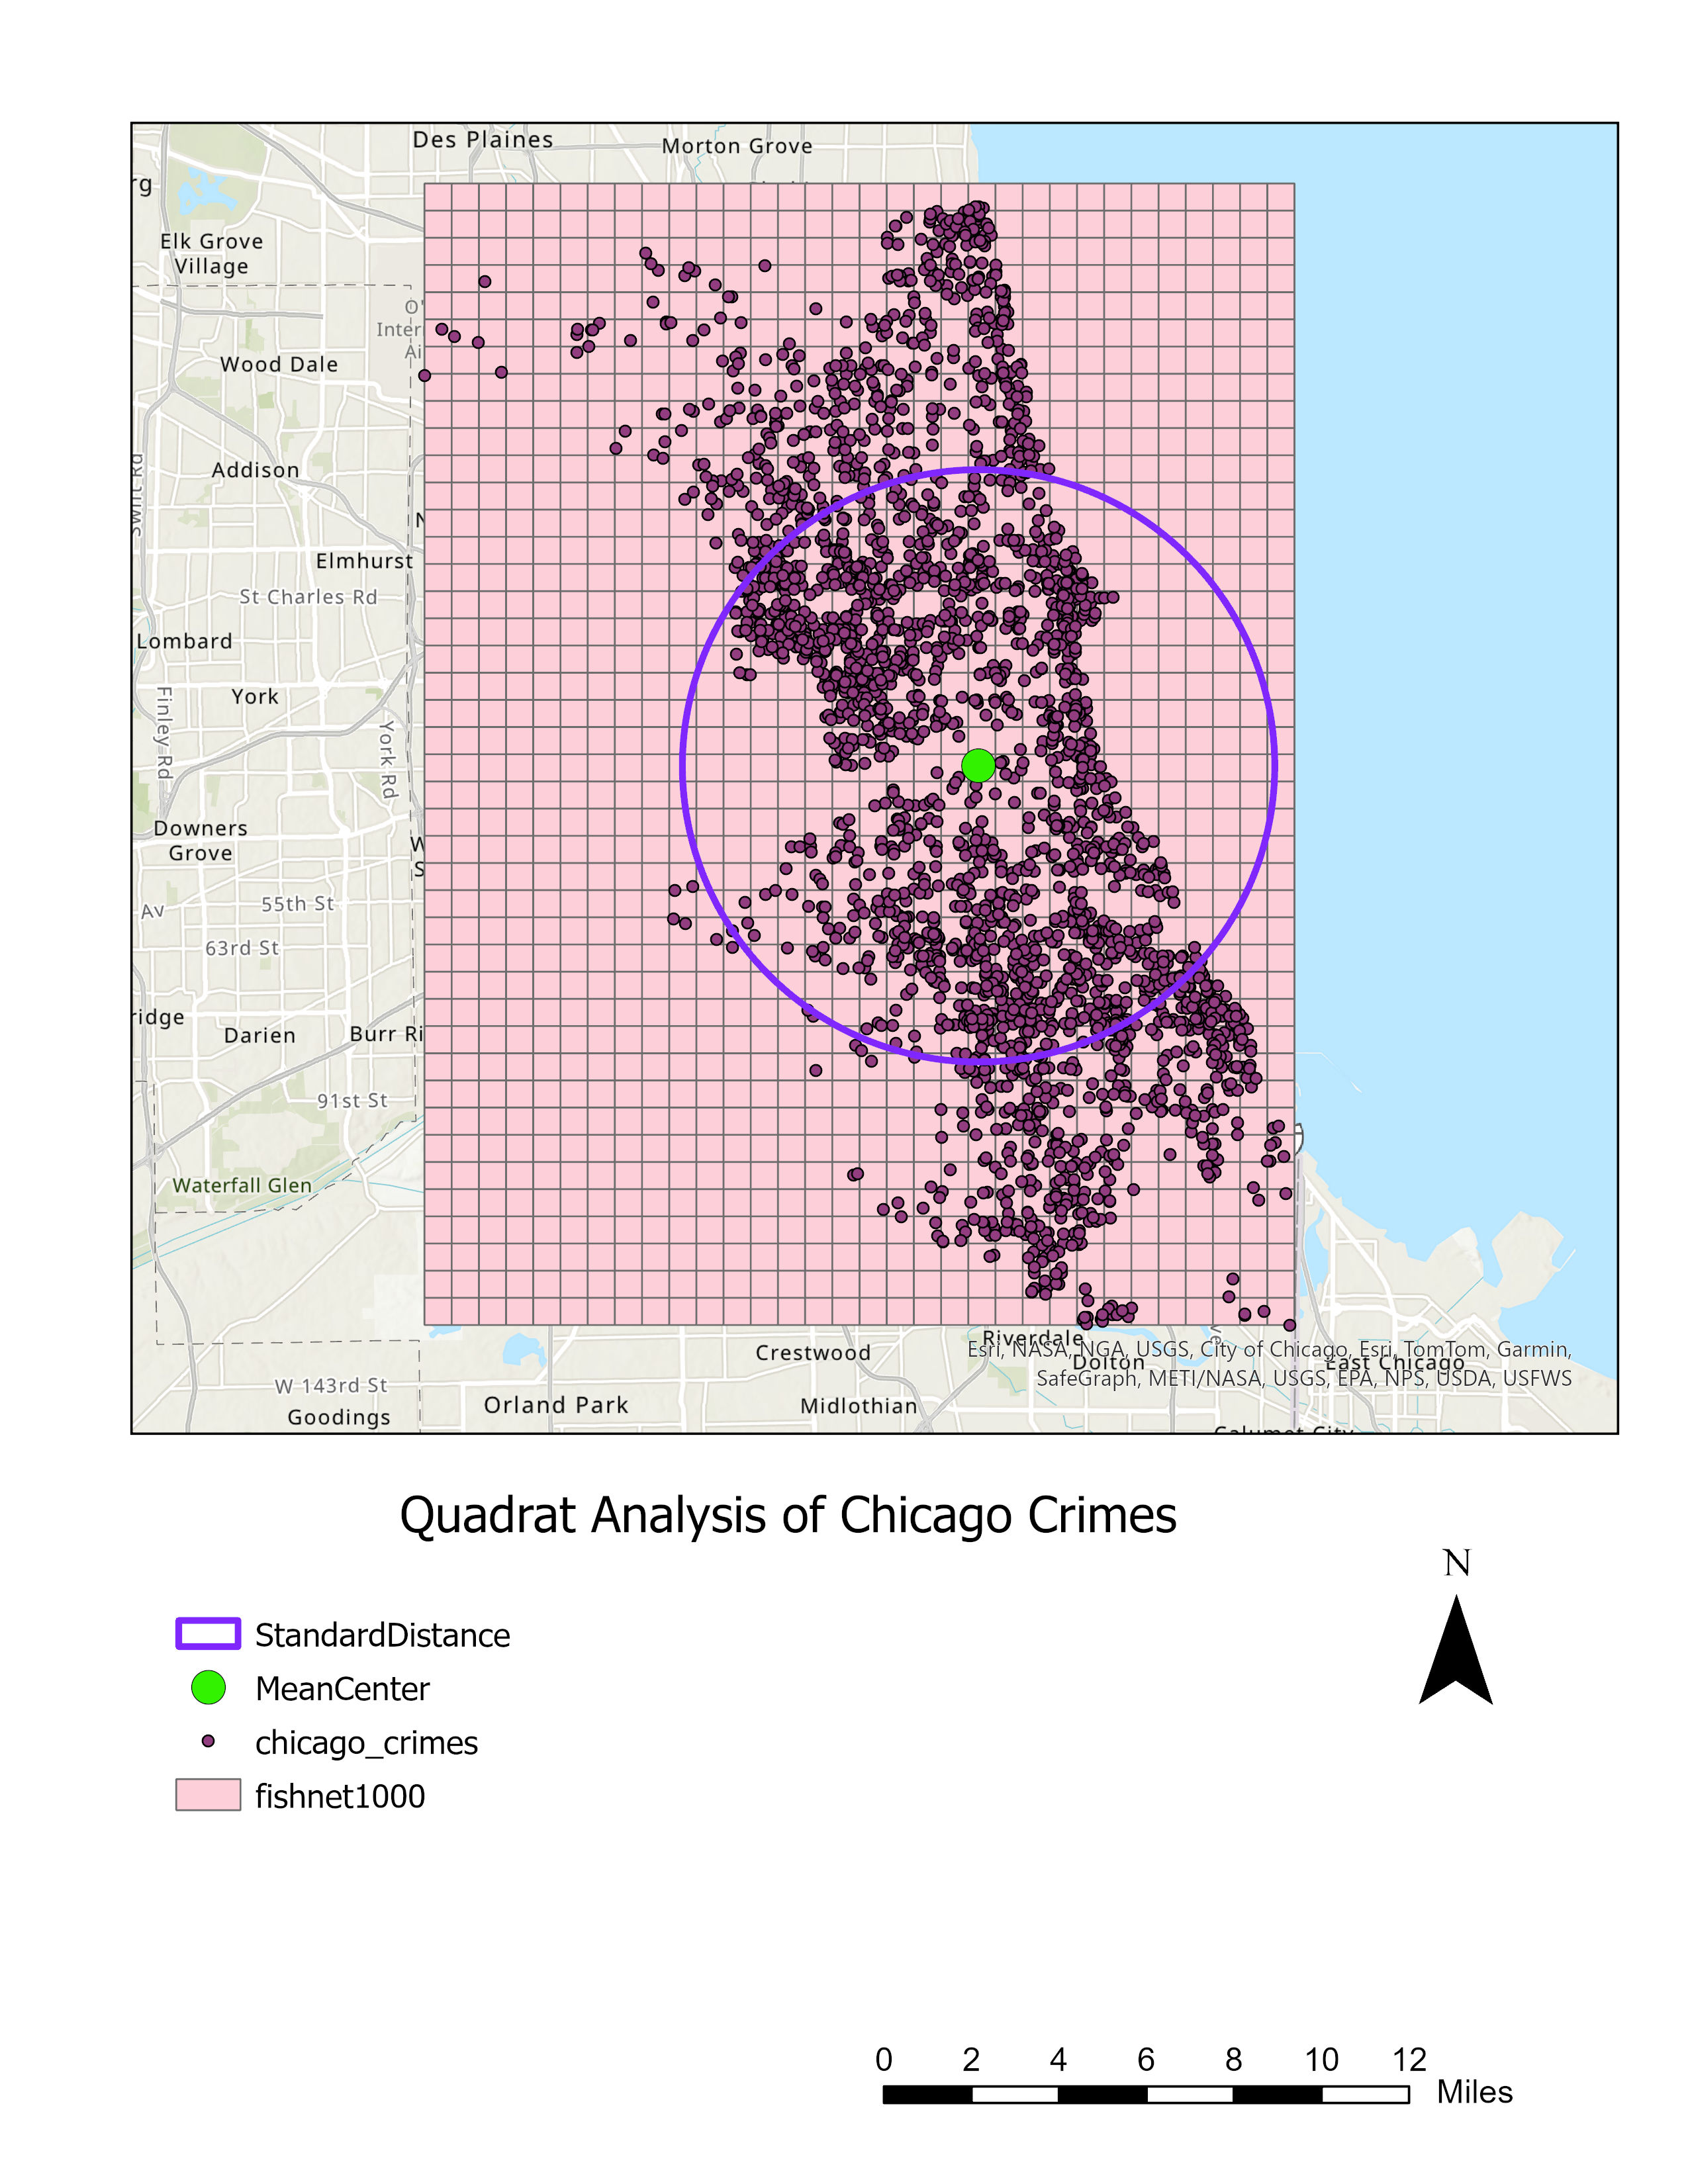 Des Plaines
Morton Grove
rg
Elk Grove
Village
O'
Inter
Ai
Wood Dale
Addison
Swift Rd
N
Elmhurst
St Charles Rd
Lombard
York
Finley Rd
York Rd
Downers
Grove
W
S
55th St
Av
63rd St
ridge
Darien
Burr Ri
91st St
Waterfall Glen
Riverdale
ve
Crestwood
Esri, NASA, NGA, USGS, City of Chicago, Esri, TomTom, Garmin,
Dolton
East Chicago
SafeGraph, METI/NASA, USGS, EPA, NPS, USDA, USFWS
W 143rd St
Orland Park
Midlothian
Goodings
Calumet City
Quadrat Analysis of Chicago Crimes
N
StandardDistance
MeanCenter
chicago_crimes
fishnet1000
0 2 4 6 8 10 12
Miles